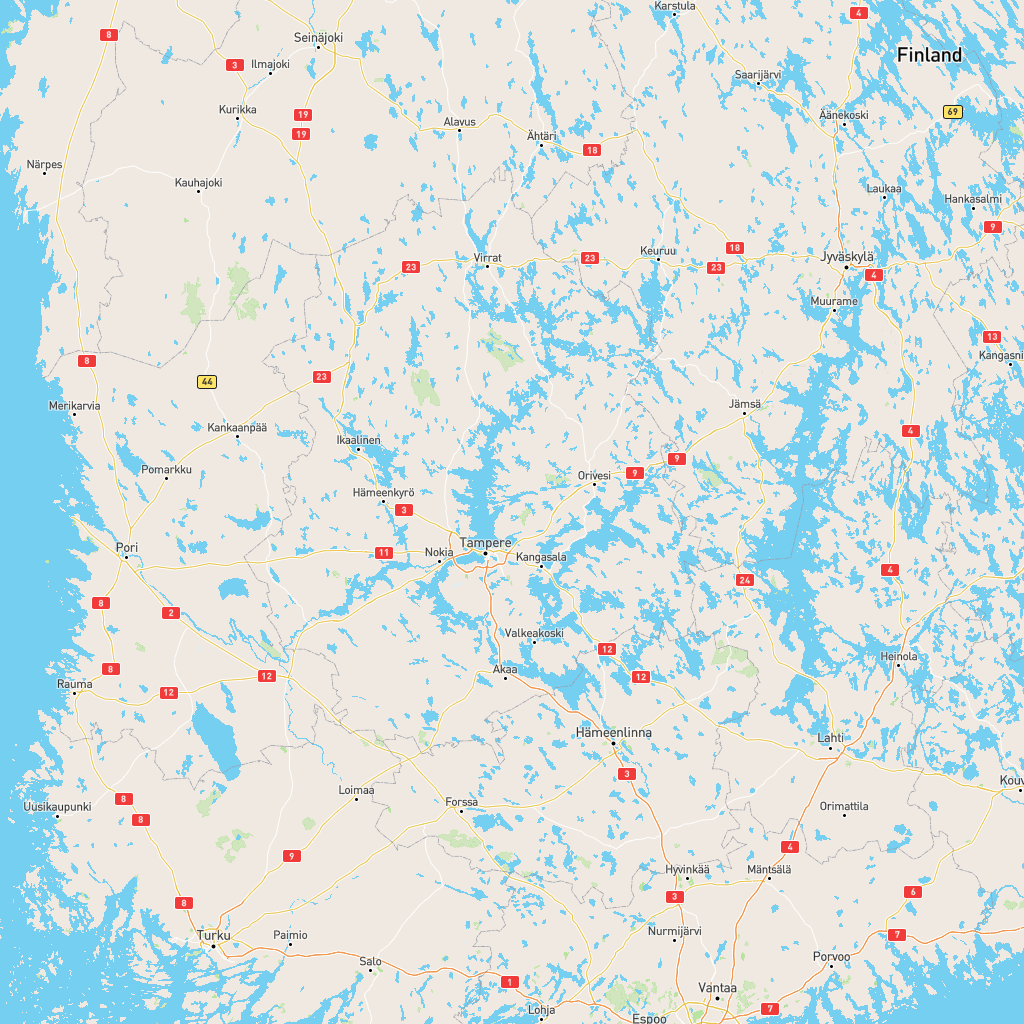 Karstula
4
8
Seinäjoki
Finland
3
Ilmajoki
Saarijärvi
Kurikka
19
Äänekoski
69
Alavus
19
Ähtäri
18
Närpes
Kauhajoki
Laukaa
Hankasalmi
9
18
Keuruu
Virrat
23
Jyväskylä
23
23
4
Muurame
13
Kangasni
8
23
44
Merikarvia
Jämsä
Kankaanpää
4
Ikaalinen
9
Pomarkku
9
Orivesi
Hämeenkyrö
3
Pori
Tampere
11
Nokia
Kangasala
4
24
8
2
Valkeakoski
12
Heinola
8
Akaa
12
12
Rauma
12
Hämeenlinna
Lahti
3
Kouv
Loimaa
8
Uusikaupunki
Forssa
Orimattila
8
4
9
Hyvinkää
Mäntsälä
6
3
8
Turku
Paimio
Nurmijärvi
7
Salo
Porvoo
1
Vantaa
Lohja
7
Espoo